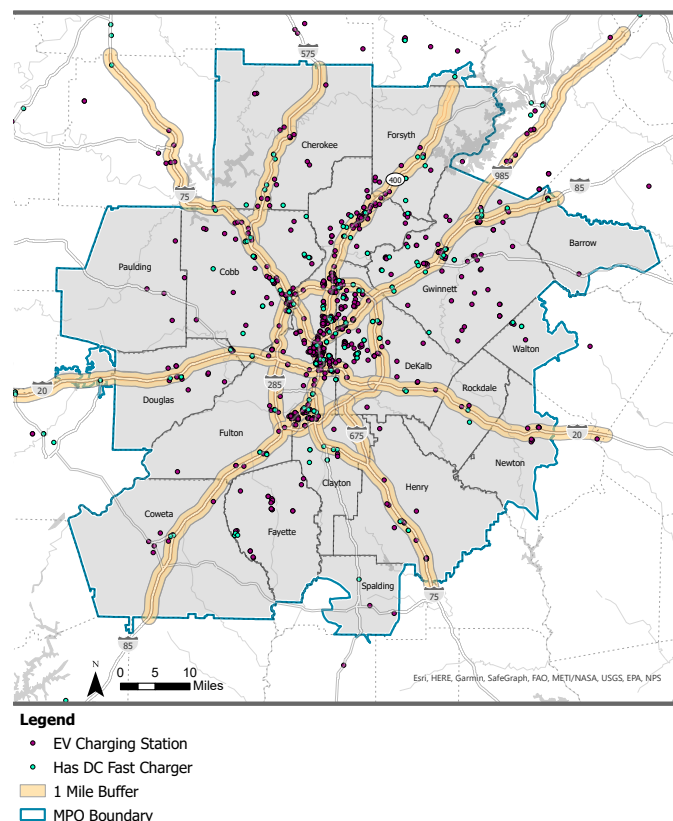 575
Forsyth
Cherokee
400
985
75
85
Barrow
Paulding
Cobb
Gwinnett
Walton
DeKalb
20
285
Rockdale
Douglas
Fulton
675
20
Newton
Clayton
Henry
Coweta
Fayette
Spalding
75
85
N
0 5 10
Miles
Esri, HERE, Garmin, SafeGraph, FAO, METI/NASA, USGS, EPA, NPS
Legend
EV Charging Station
Has DC Fast Charger
1 Mile Buffer
MPO Boundary